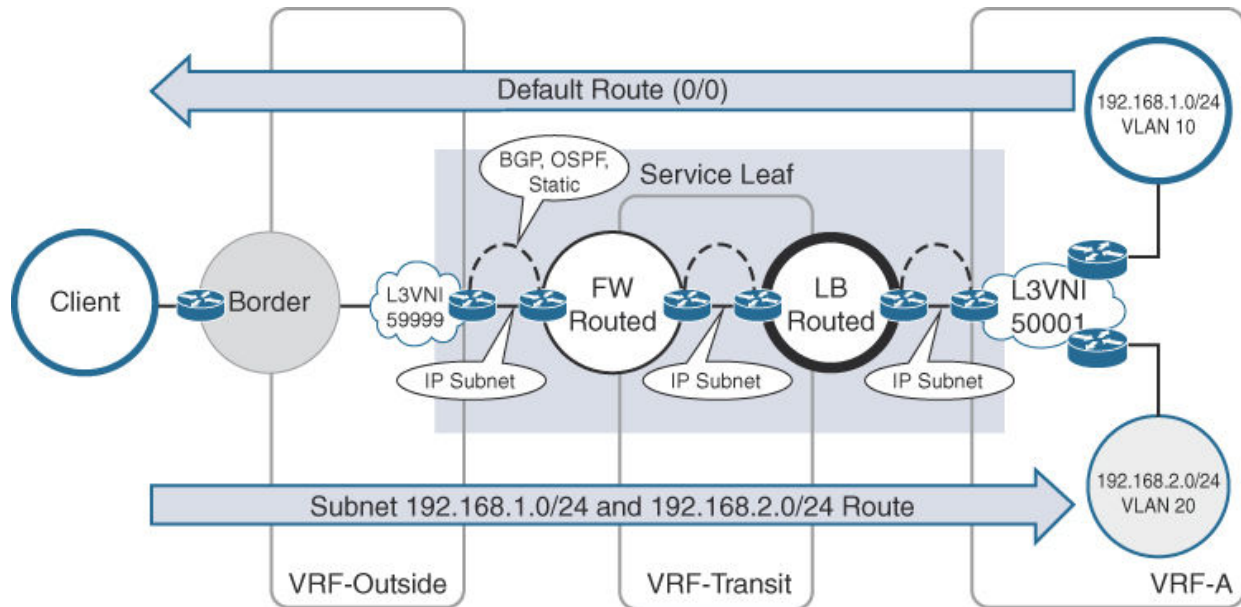 Default Route (0/0)
192.168.1.0/24
VLAN 10
BGP, OSPF,
Static
Service Leaf
Client
Border
L3VNI
59999
FW
Routed
LB
Routed
L3VNI
50001
IP Subnet
IP Subnet
IP Subnet
192.168.2.0/24
VLAN 20
Subnet 192.168.1.0/24 and 192.168.2.0/24 Route
VRF-Outside
VRF-Transit
VRF-A